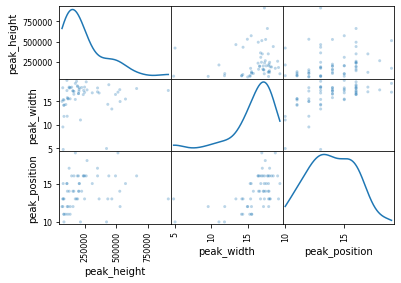 peak_height
750000
500000
250000
peak_width
15
10
5
peak_position
15
10
250000
500000
750000
5
10
15
10
15
peak_height
peak_width
peak_position